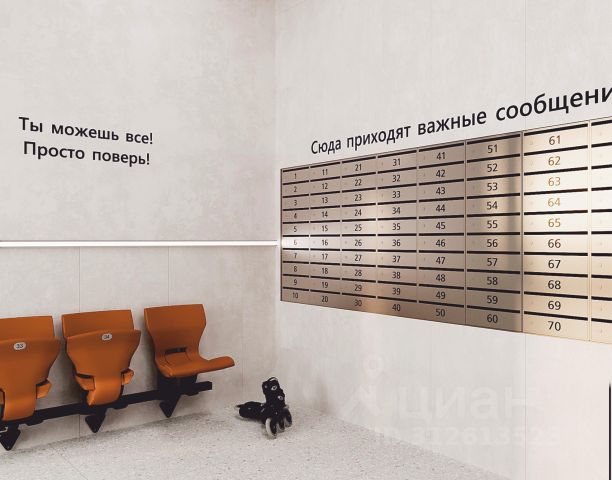 Ты можешь все!
Просто поверь!
Сюда приходят важные сообщени
1 11 21 31 41 51 61
2 12 22 32 42 52 62
3 13 23 33 43 53 63
4 14 24 34 44 54 64
5 15 25 35 45 55 65
6 16 26 36 46 56 66
7 17 27 37 47 57 67
8 18 28 38 48 58 68
9 19 29 39 49 59 69
10 20 30 40 50 60 70
33 34
циан